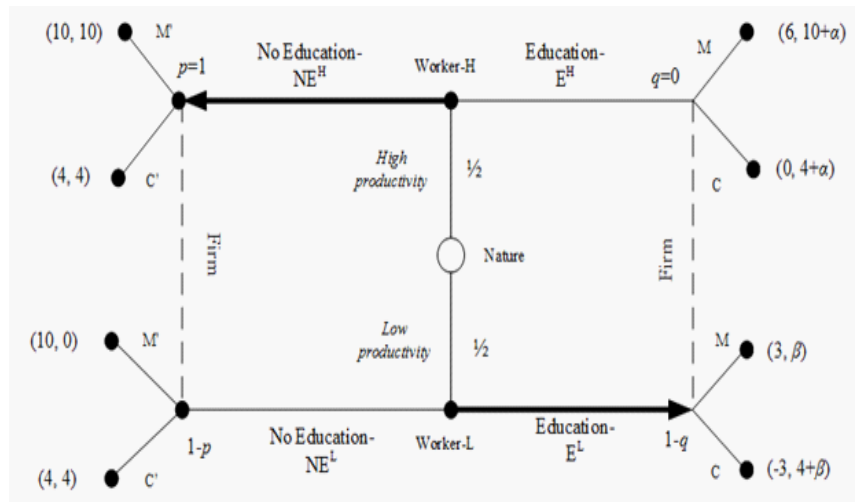 (10, 10)
M'
No Education-
NE^H
Worker-H
Education-
E^H
M
(6, 10+α)
p=1
q=0
(4, 4)
C'
High
productivity
½
C
(0, 4+α)
Firm
Nature
Firm
(10, 0)
M'
Low
productivity
½
M
(3, β)
1-p
No Education-
NE^L
Worker-L
Education-
E^L
1-q
(4, 4)
C'
C
(-3, 4+β)